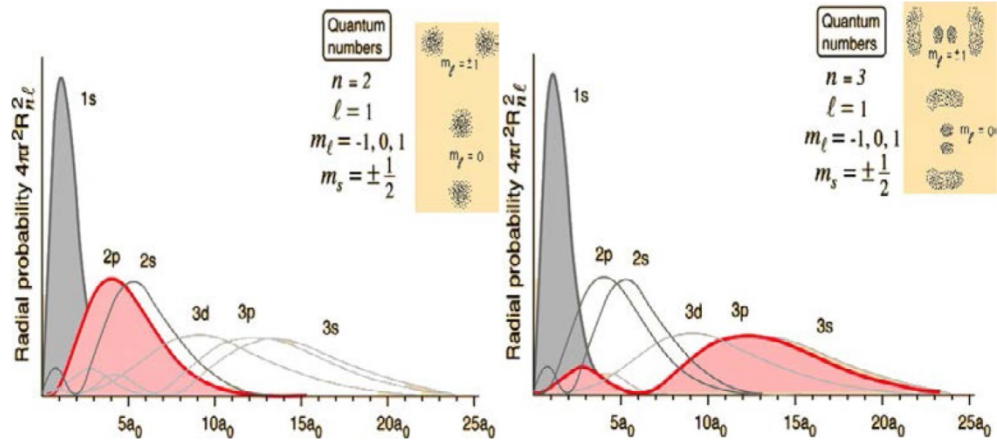 Quantum
numbers
n = 2
ℓ = 1
mℓ = -1, 0, 1
ms = ± 1/2
mℓ = ±1
mℓ = 0
Radial probability 4πr²R²nℓ
1s
2p
2s
3d
3p
3s
5a₀
10a₀
15a₀
20a₀
25a₀
Quantum
numbers
n = 3
ℓ = 1
mℓ = -1, 0, 1
ms = ± 1/2
mℓ = ±1
mℓ = 0
Radial probability 4πr²R²nℓ
1s
2p
2s
3d
3p
3s
5a₀
10a₀
15a₀
20a₀
25a₀